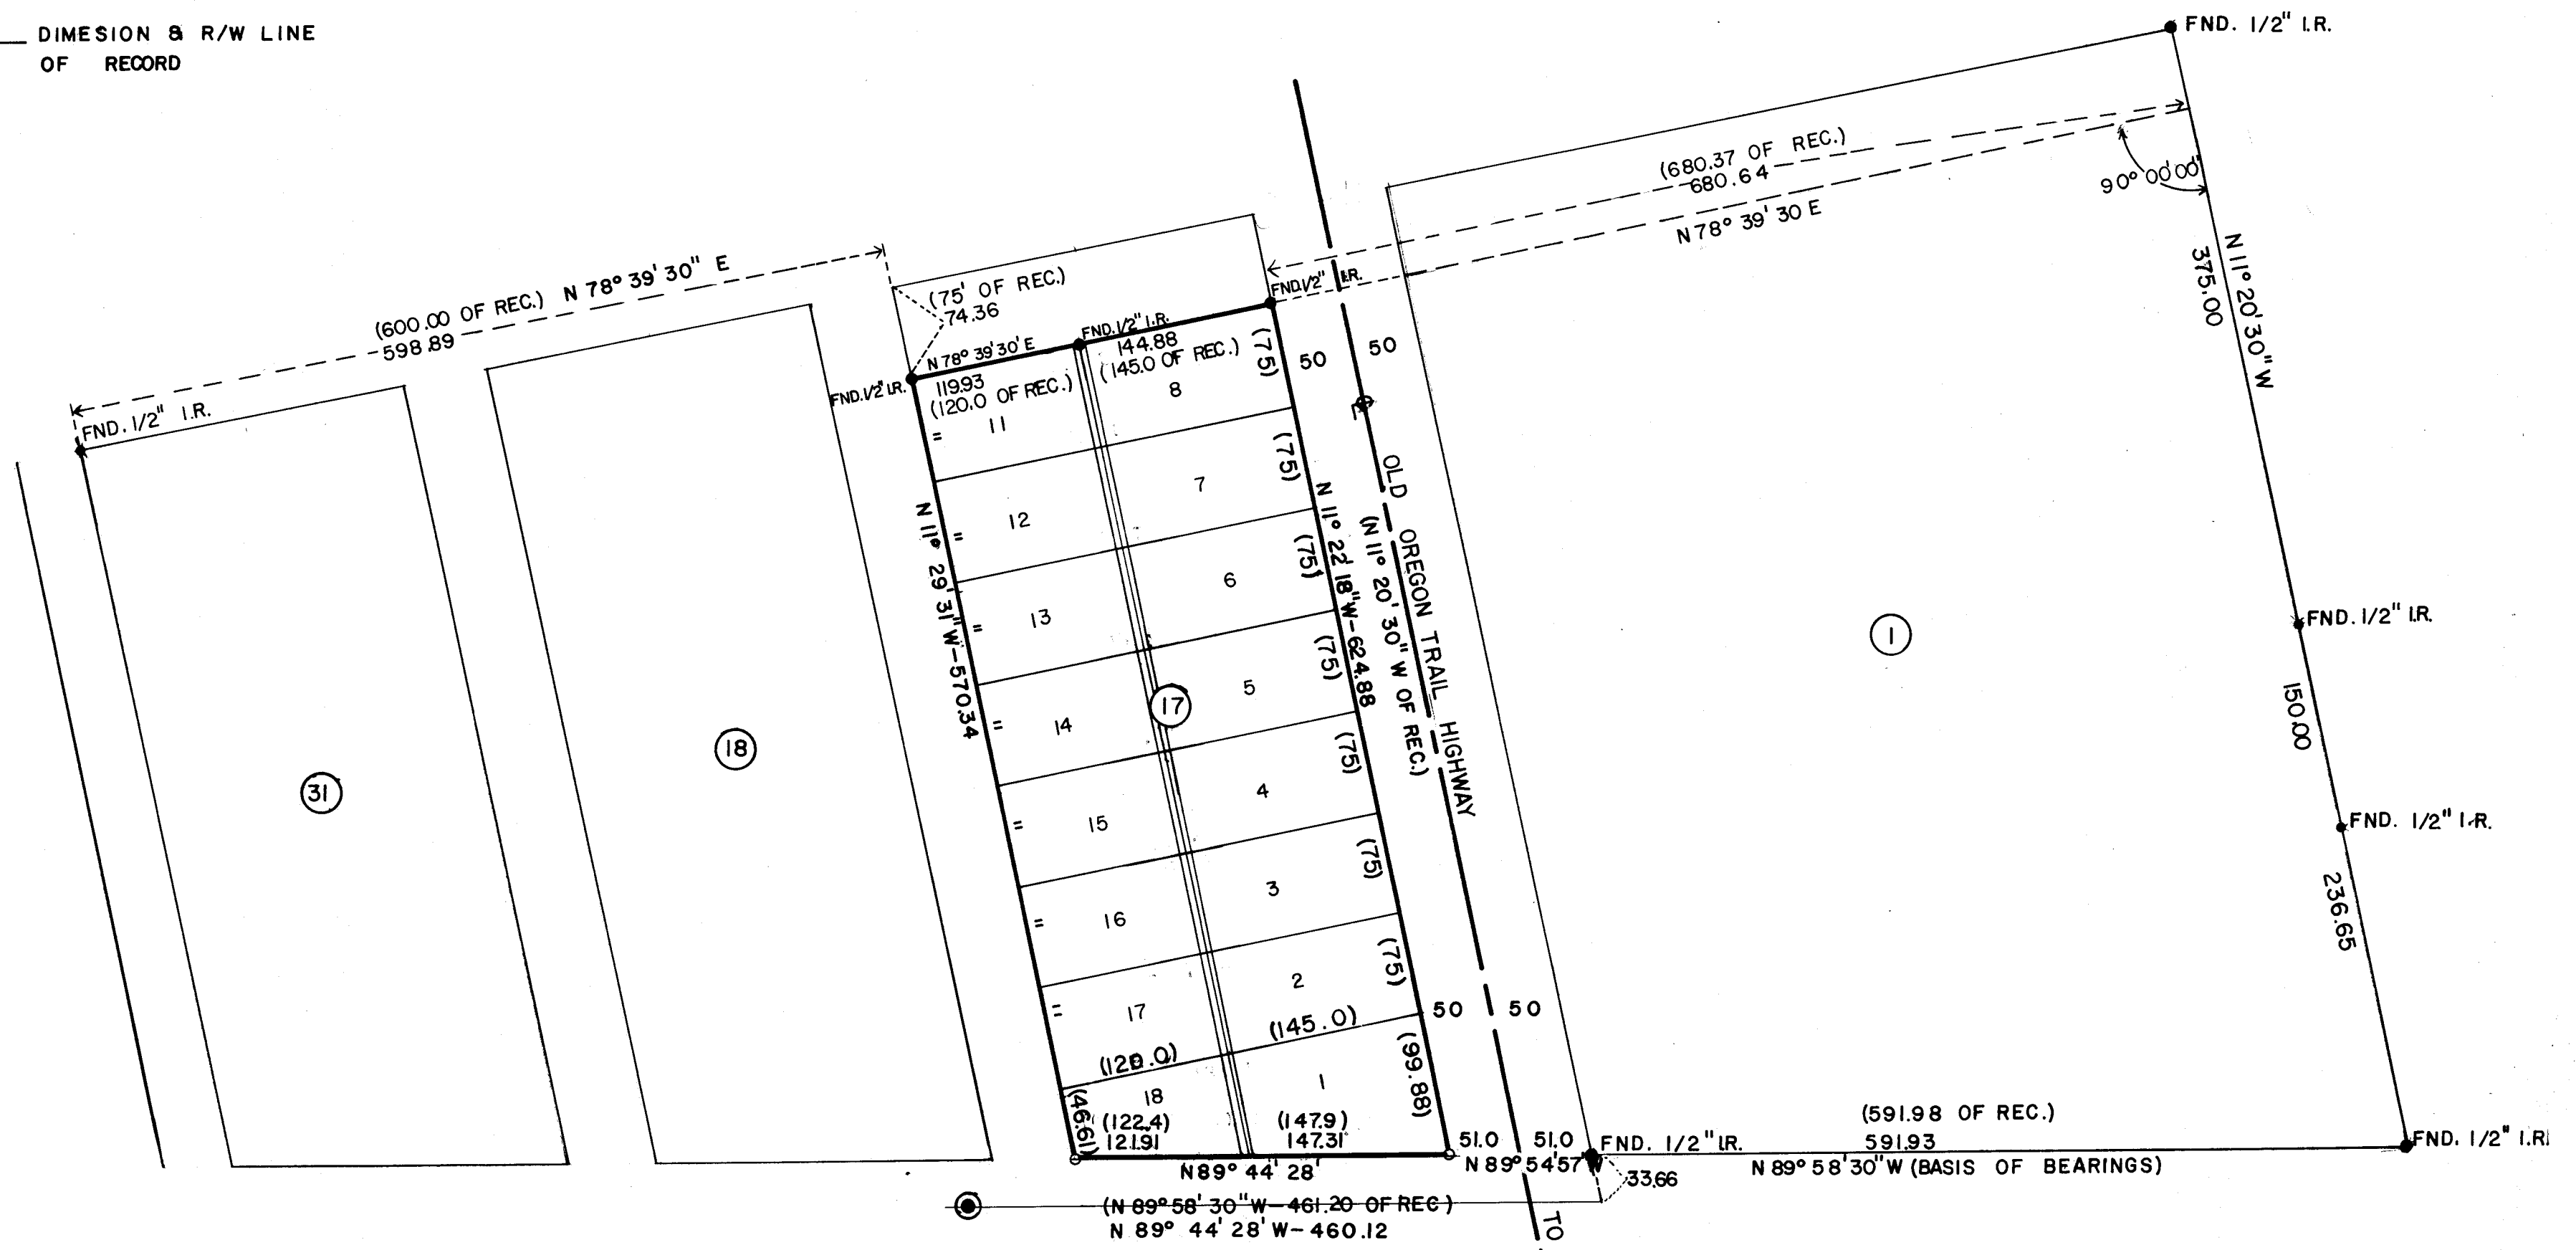 DIMESION & R/W LINE
OF RECORD
FND. 1/2" I.R.
(680.37 OF REC.)
680.64
N 78° 39' 30 E
90° 00' 00"
N 11° 20' 30" W
375.00
(600.00 OF REC.) N 78° 39' 30" E
598.89
FND. 1/2" I.R.
(75' OF REC.)
74.36
FND. 1/2" I.R.
FND. 1/2" I.R.
N 78° 39' 30' E
144.88
(145.0 OF REC.)
FND. 1/2" I.R.
119.93
(120.0 OF REC.)
8
11
=
(75)
50
50
℄
7
12
=
(75)
N 11° 29' 31" W - 570.34
N 11° 22' 18" W - 624.88
(N 11° 20' 30" W OF REC.)
OLD OREGON TRAIL HIGHWAY
6
13
=
(75)
5
14
=
(75)
17
18
31
1
FND. 1/2" I.R.
150.00
FND. 1/2" I.R.
236.65
4
15
=
(75)
3
16
=
(75)
2
17
=
(75)
(145.0)
(120.0)
50
50
(99.88)
1
18
(46.61)
(122.4)
121.91
(147.9)
147.31
51.0
51.0
FND. 1/2" I.R.
(591.98 OF REC.)
591.93
FND. 1/2" I.R.
N 89° 44' 28'
N 89° 54' 57" W
N 89° 58' 30" W (BASIS OF BEARINGS)
33.66
(N 89° 58' 30" W - 461.20 OF REC)
N 89° 44' 28' W - 460.12
TO